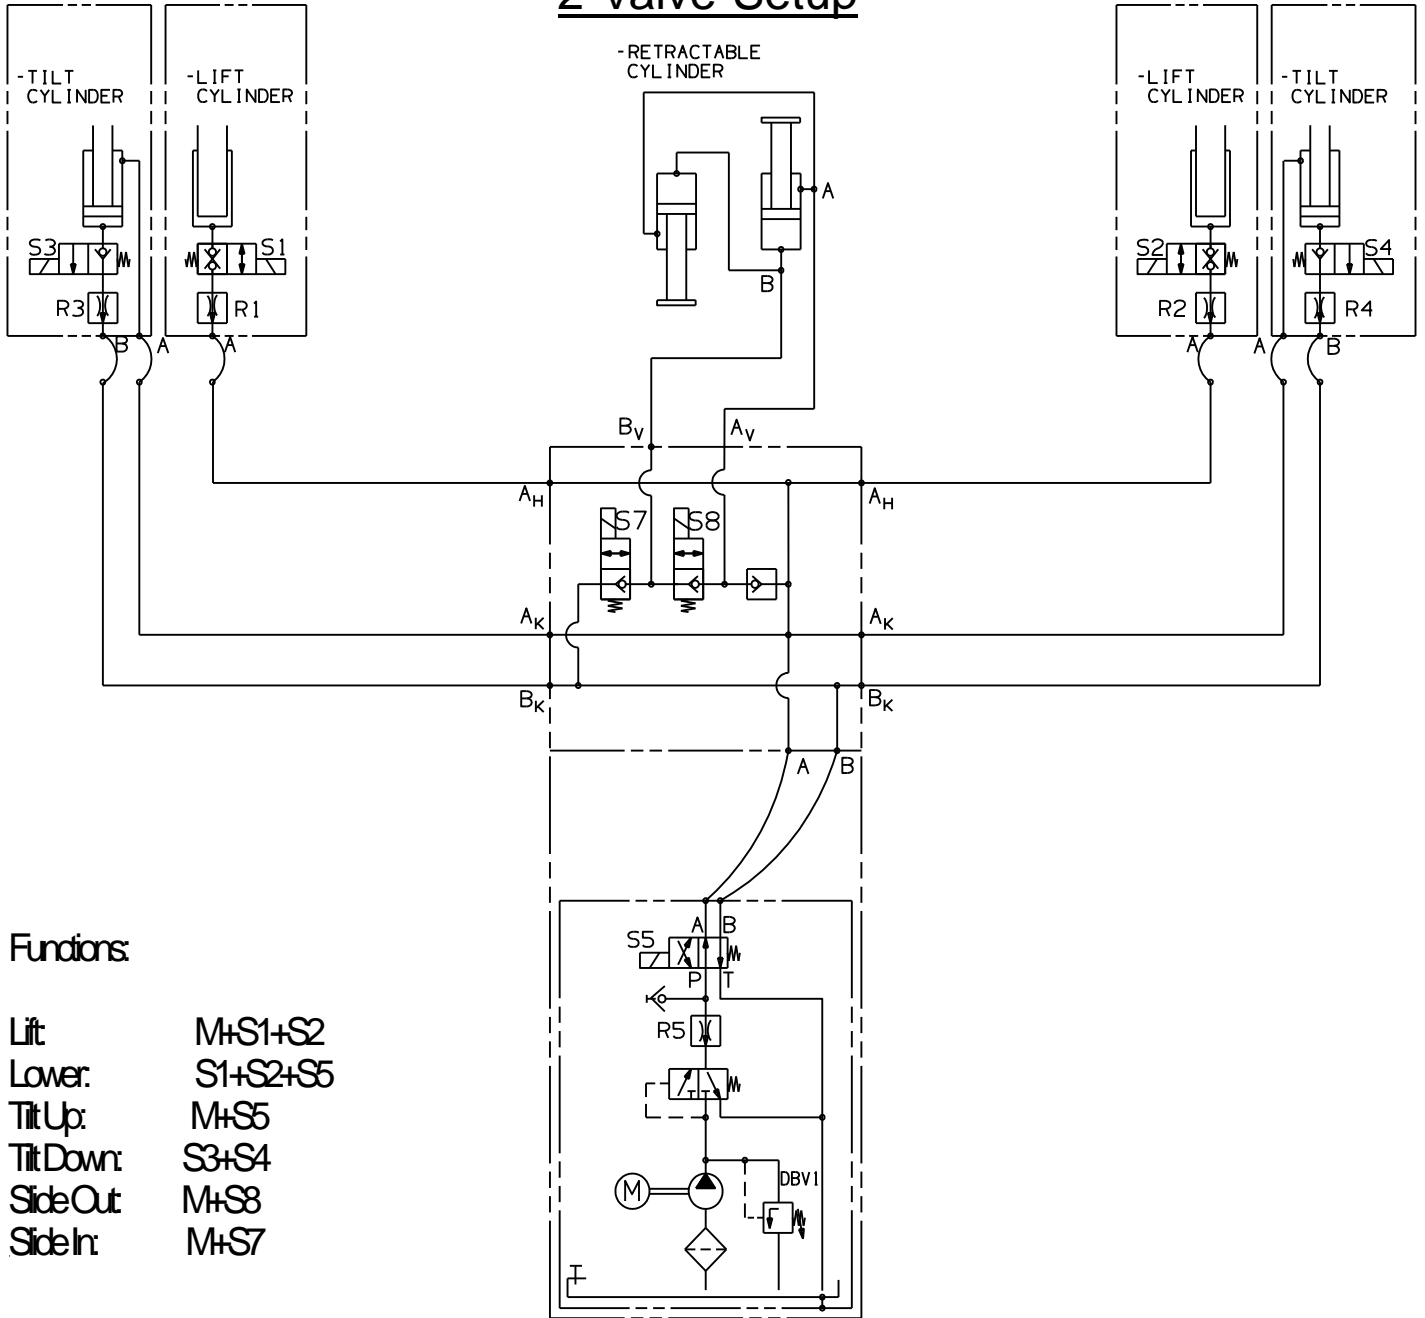 2-Valve Setup
-RETRACTABLE
CYLINDER
-TILT
CYLINDER
-LIFT
CYLINDER
-LIFT
CYLINDER
-TILT
CYLINDER
A
B
S3
S1
S2
S4
R3
R1
R2
R4
B
A
A
A
A
B
BV
AV
AH
AH
S7
S8
AK
AK
BK
BK
A
B
A
B
S5
P
T
R5
M
DBV1
T
Functions:
Lift: M+S1+S2
Lower: S1+S2+S5
Tilt Up: M+S5
Tilt Down: S3+S4
Slide Out: M+S8
Slide In: M+S7